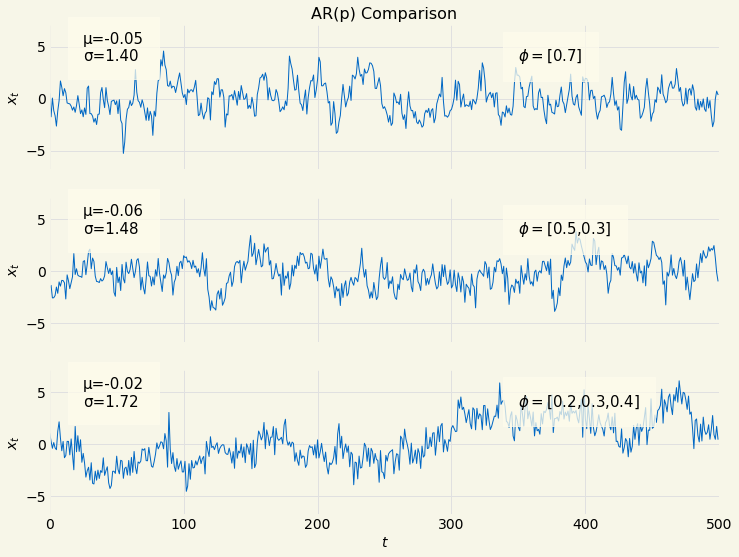 AR(p) Comparison
μ=-0.05
σ=1.40
ϕ = [0.7]
5
0
−5
x_t
μ=-0.06
σ=1.48
ϕ = [0.5,0.3]
5
0
−5
x_t
μ=-0.02
σ=1.72
ϕ = [0.2,0.3,0.4]
5
0
−5
x_t
0 100 200 300 400 500
t